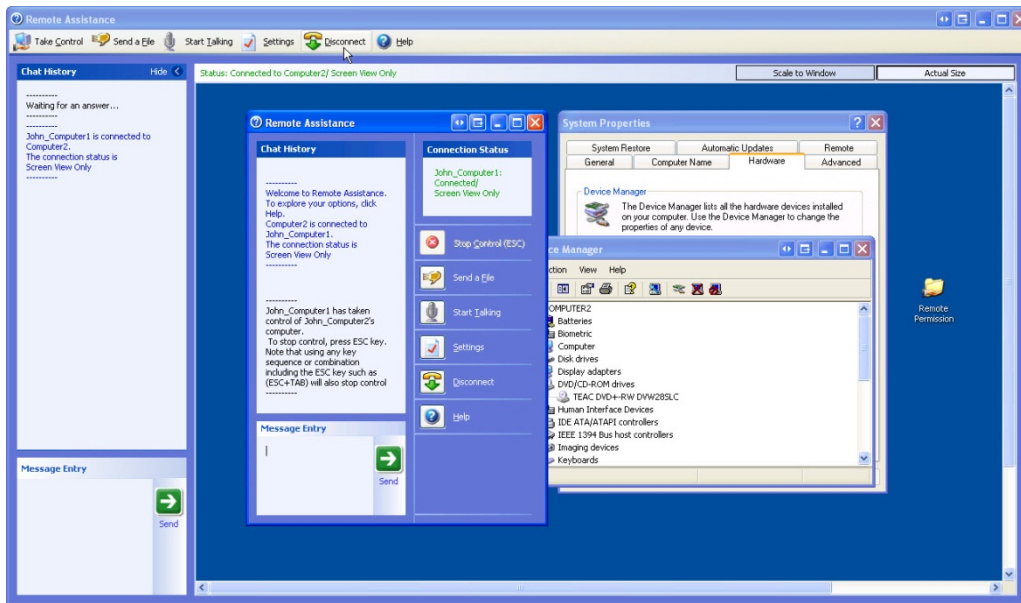 Remote Assistance
Take Control Send a File Start Talking Settings Disconnect Help
Chat History Hide
----------
Waiting for an answer...
----------
----------
John_Computer1 is connected to
Computer2.
The connection status is
Screen View Only
----------
Message Entry
Send
Status: Connected to Computer2/ Screen View Only
Scale to Window Actual Size
Remote Assistance
Chat History
----------
Welcome to Remote Assistance.
To explore your options, click
Help.
Computer2 is connected to
John_Computer1.
The connection status is
Screen View Only
----------
----------
John_Computer1 has taken
control of John_Computer2's
computer.
To stop control, press ESC key.
Note that using any key
sequence or combination
including the ESC key such as
(ESC+TAB) will also stop control
----------
Message Entry
Send
Connection Status
John_Computer1:
Connected/
Screen View Only
Stop Control (ESC)
Send a File
Start Talking
Settings
Disconnect
Help
System Properties
System Restore Automatic Updates Remote
General Computer Name Hardware Advanced
Device Manager
The Device Manager lists all the hardware devices installed
on your computer. Use the Device Manager to change the
properties of any device.
ce Manager
ction View Help
OMPUTER2
Batteries
Biometric
Computer
Disk drives
Display adapters
DVD/CD-ROM drives
TEAC DVD+-RW DVW28SLC
Human Interface Devices
IDE ATA/ATAPI controllers
IEEE 1394 Bus host controllers
Imaging devices
Keyboards
Remote
Permission